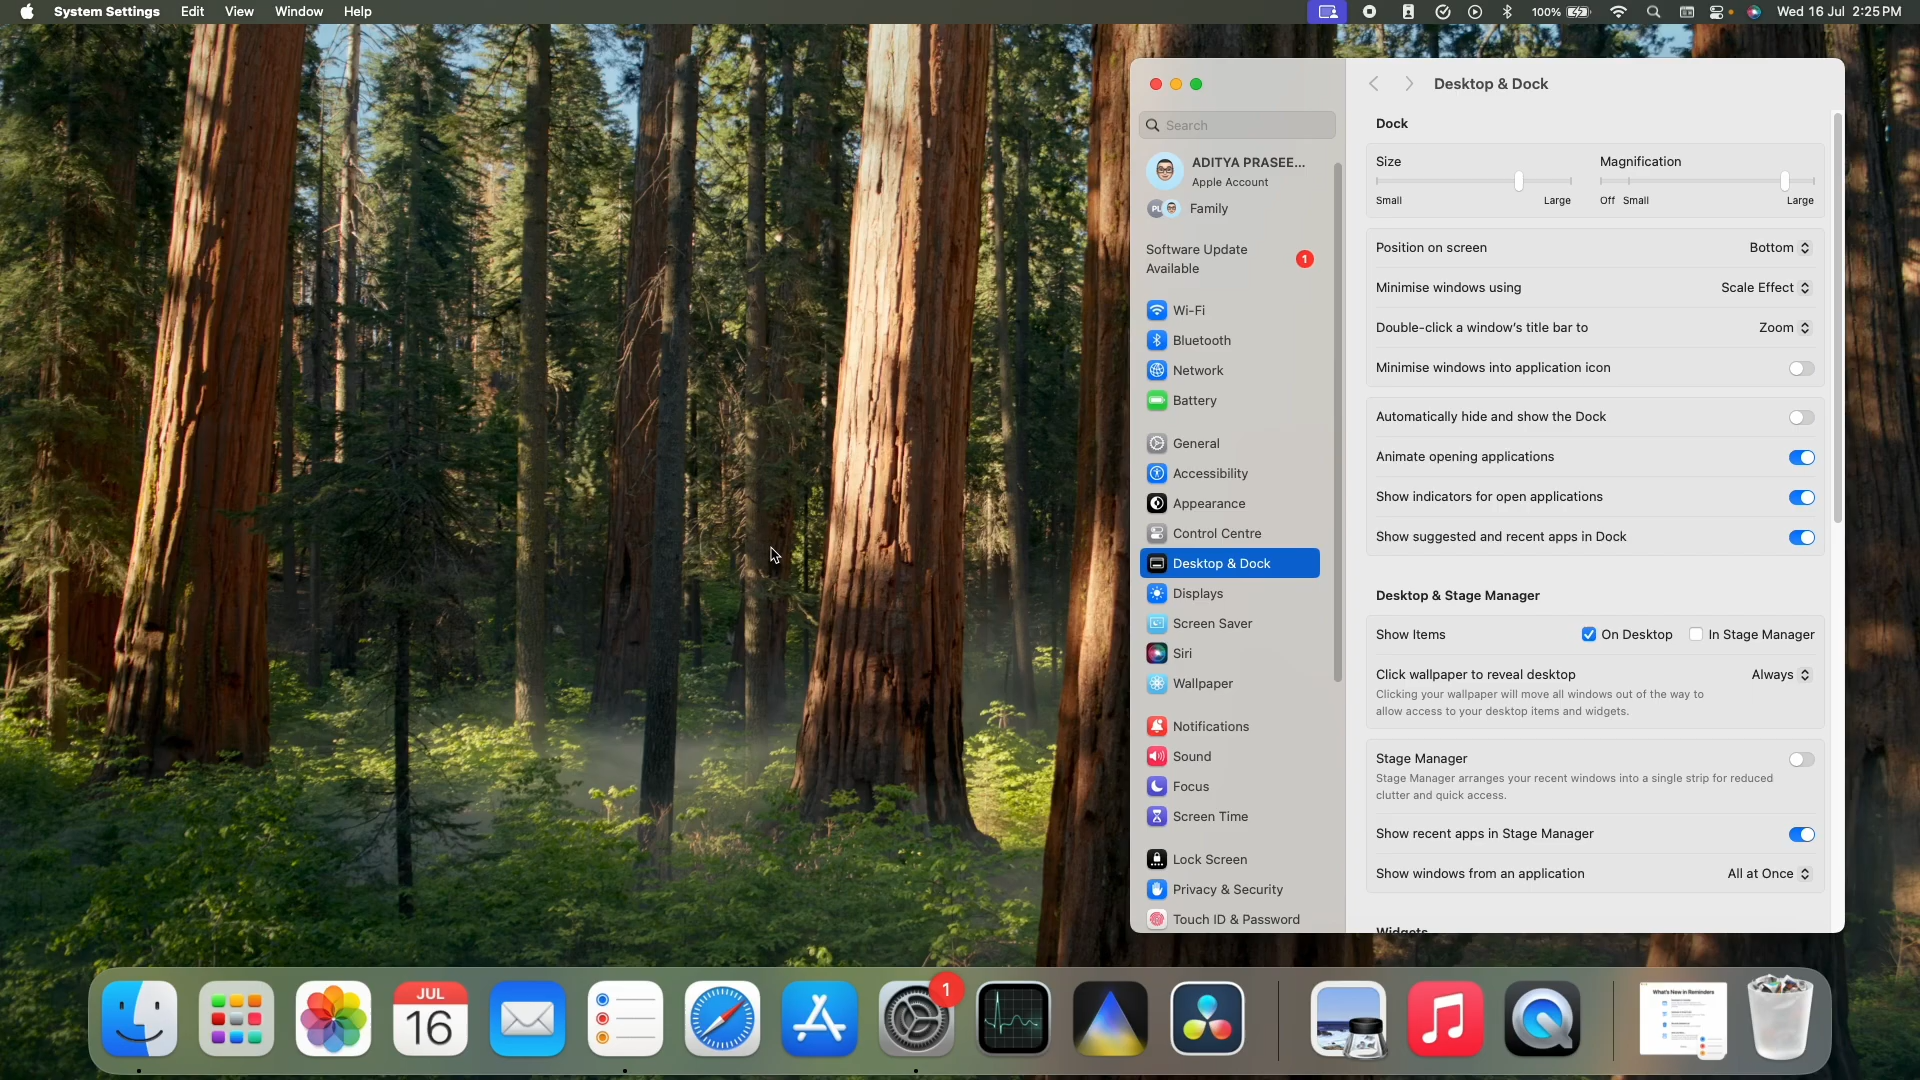 System Settings Edit View Window Help
100% Wed 16 Jul 2:25 PM
Search
ADITYA PRASEE...
Apple Account
PL Family
Software Update
Available
1
Wi-Fi
Bluetooth
Network
Battery
General
Accessibility
Appearance
Control Centre
Desktop & Dock
Displays
Screen Saver
Siri
Wallpaper
Notifications
Sound
Focus
Screen Time
Lock Screen
Privacy & Security
Touch ID & Password
Desktop & Dock
Dock
Size Magnification
Small Large Off Small Large
Position on screen Bottom
Minimise windows using Scale Effect
Double-click a window's title bar to Zoom
Minimise windows into application icon
Automatically hide and show the Dock
Animate opening applications
Show indicators for open applications
Show suggested and recent apps in Dock
Desktop & Stage Manager
Show Items On Desktop In Stage Manager
Click wallpaper to reveal desktop Always
Clicking your wallpaper will move all windows out of the way to
allow access to your desktop items and widgets.
Stage Manager
Stage Manager arranges your recent windows into a single strip for reduced
clutter and quick access.
Show recent apps in Stage Manager
Show windows from an application All at Once
Widgets
JUL
16
1
What's New in Reminders